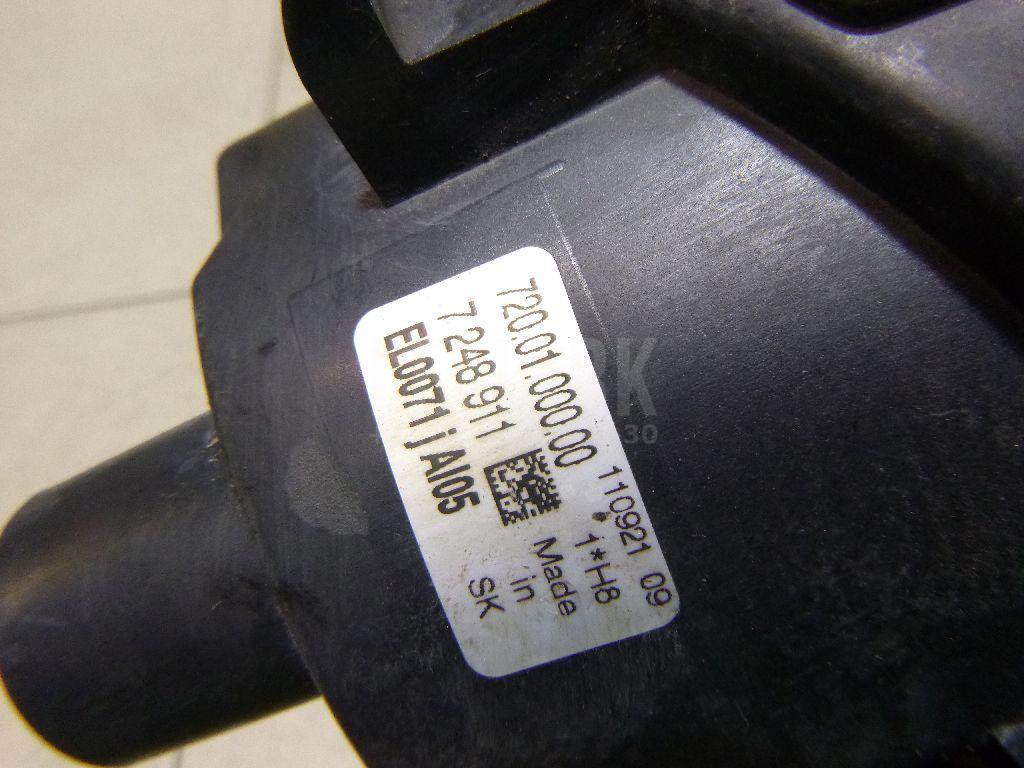 720.01.000.00
7 248 911
EL0071 j AI05
110921 09
1*H8
Made
in
SK